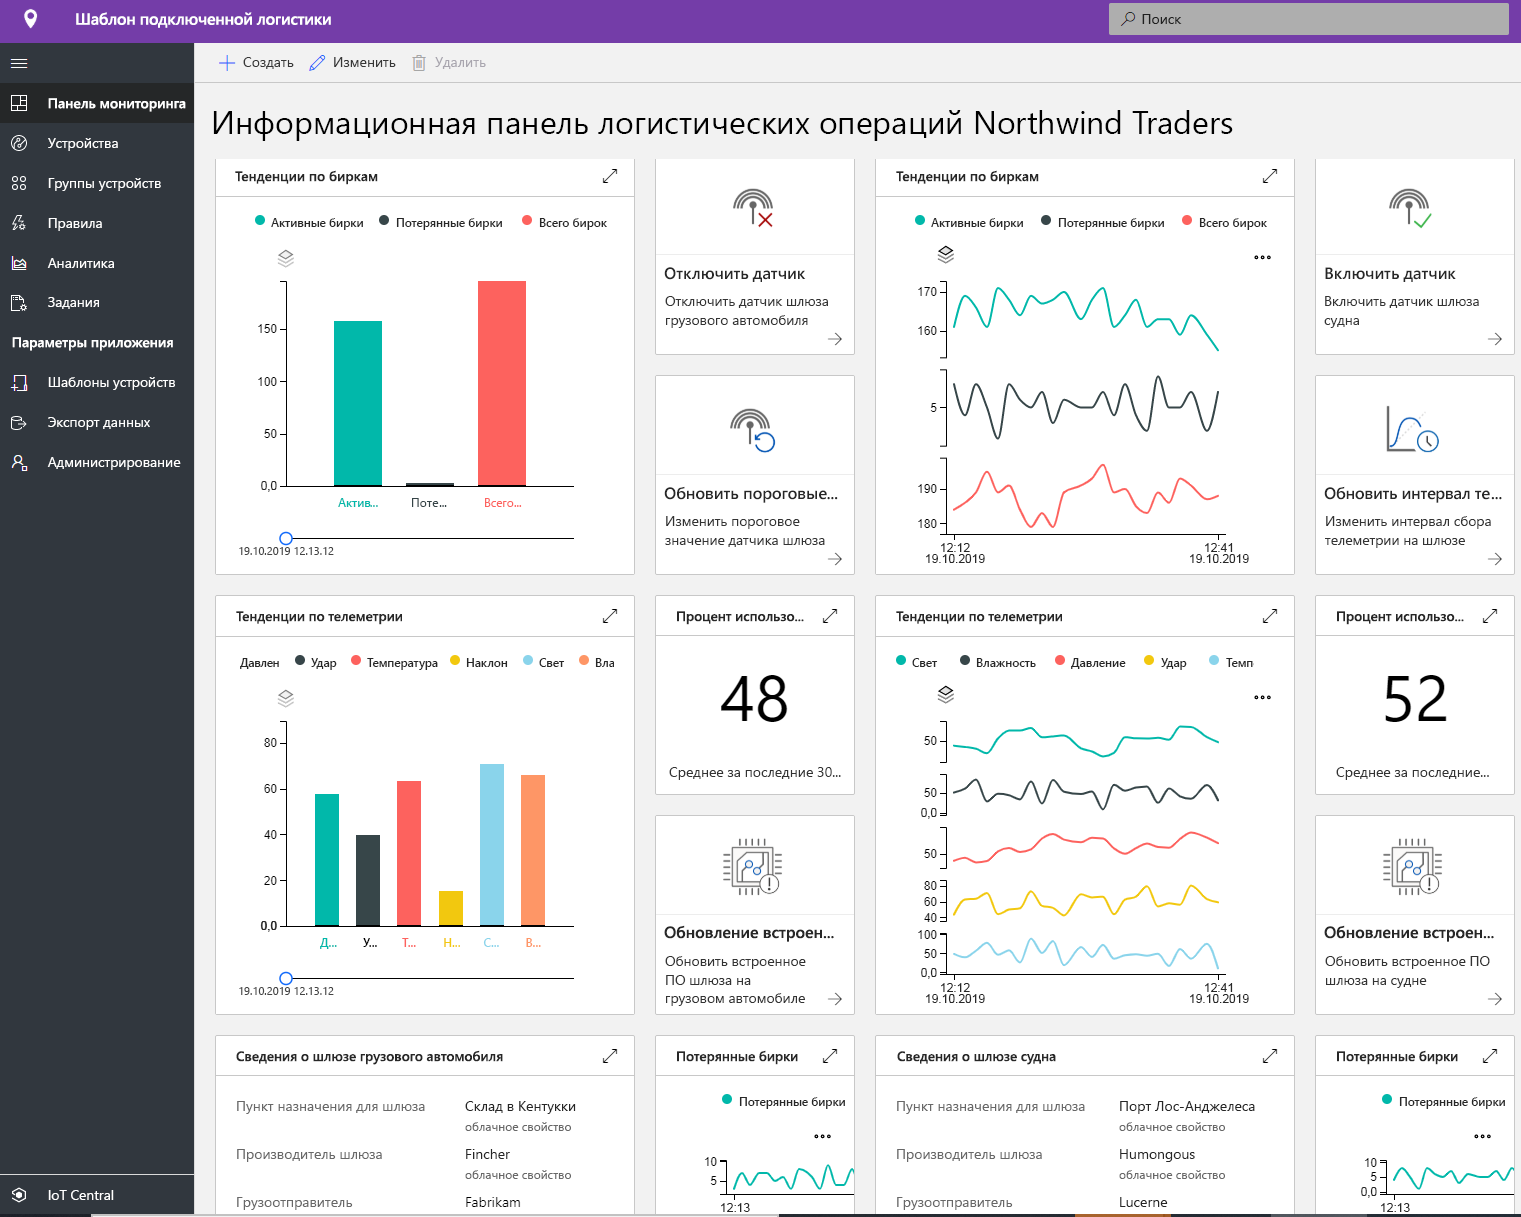 Шаблон подключенной логистики
Поиск
Создать Изменить Удалить
Панель мониторинга
Устройства
Группы устройств
Правила
Аналитика
Задания
Параметры приложения
Шаблоны устройств
Экспорт данных
Администрирование
IoT Central
Информационная панель логистических операций Northwind Traders
Тенденции по биркам
Активные бирки Потерянные бирки Всего бирок
150
100
50
0,0
Актив... Поте... Всего...
19.10.2019 12.13.12
Отключить датчик
Отключить датчик шлюза
грузового автомобиля
Обновить пороговые...
Изменить пороговое
значение датчика шлюза
Тенденции по биркам
Активные бирки Потерянные бирки Всего бирок
170
160
5
190
180
12:12 12:41
19.10.2019 19.10.2019
Включить датчик
Включить датчик шлюза
судна
Обновить интервал те...
Изменить интервал сбора
телеметрии на шлюзе
Тенденции по телеметрии
Давлен Удар Температура Наклон Свет Вла
80
60
40
20
0,0
Д... У... Т... Н... С... В...
19.10.2019 12.13.12
Процент использо...
48
Среднее за последние 30...
Обновление встроен...
Обновить встроенное
ПО шлюза на
грузовом автомобиле
Тенденции по телеметрии
Свет Влажность Давление Удар Темп
50
50
0,0
50
80
60
40
100
50
0,0
12:12 12:41
19.10.2019 19.10.2019
Процент использо...
52
Среднее за последние...
Обновление встроен...
Обновить встроенное ПО
шлюза на судне
Сведения о шлюзе грузового автомобиля
Пункт назначения для шлюза Склад в Кентукки
облачное свойство
Производитель шлюза Fincher
облачное свойство
Грузоотправитель Fabrikam
Потерянные бирки
Потерянные бирки
10
5
12:13
Сведения о шлюзе судна
Пункт назначения для шлюза Порт Лос-Анджелеса
облачное свойство
Производитель шлюза Humongous
облачное свойство
Грузоотправитель Lucerne
Потерянные бирки
Потерянные бирки
10
5
0,0
12:13